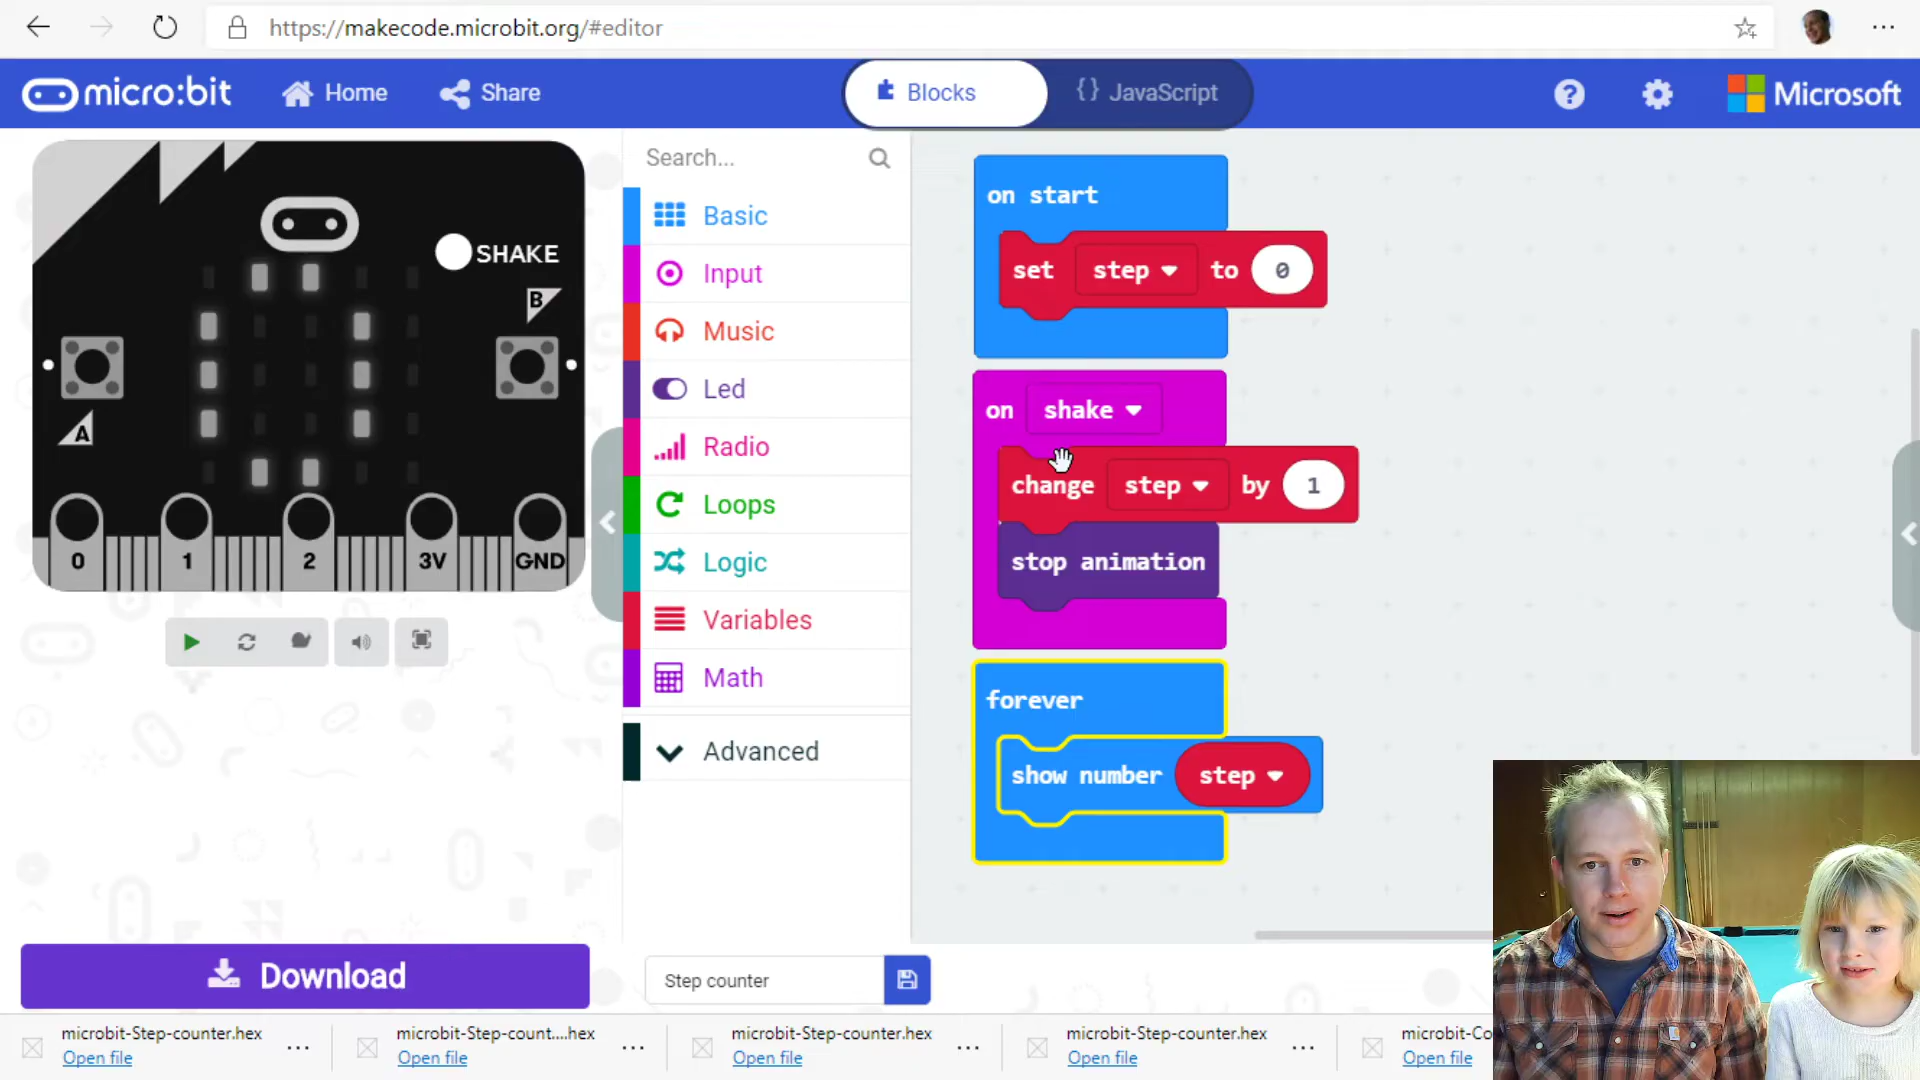 https://makecode.microbit.org/#editor
micro:bit
Home
Share
Blocks
{} JavaScript
?
Microsoft
SHAKE
B
A
0
1
2
3V
GND
Download
Search...
Basic
Input
Music
Led
Radio
Loops
Logic
Variables
Math
Advanced
on start
set step to 0
on shake
change step by 1
stop animation
forever
show number step
Step counter
microbit-Step-counter.hex
Open file
microbit-Step-count....hex
Open file
microbit-Step-counter.hex
Open file
microbit-Step-counter.hex
Open file
microbit-Co
Open file